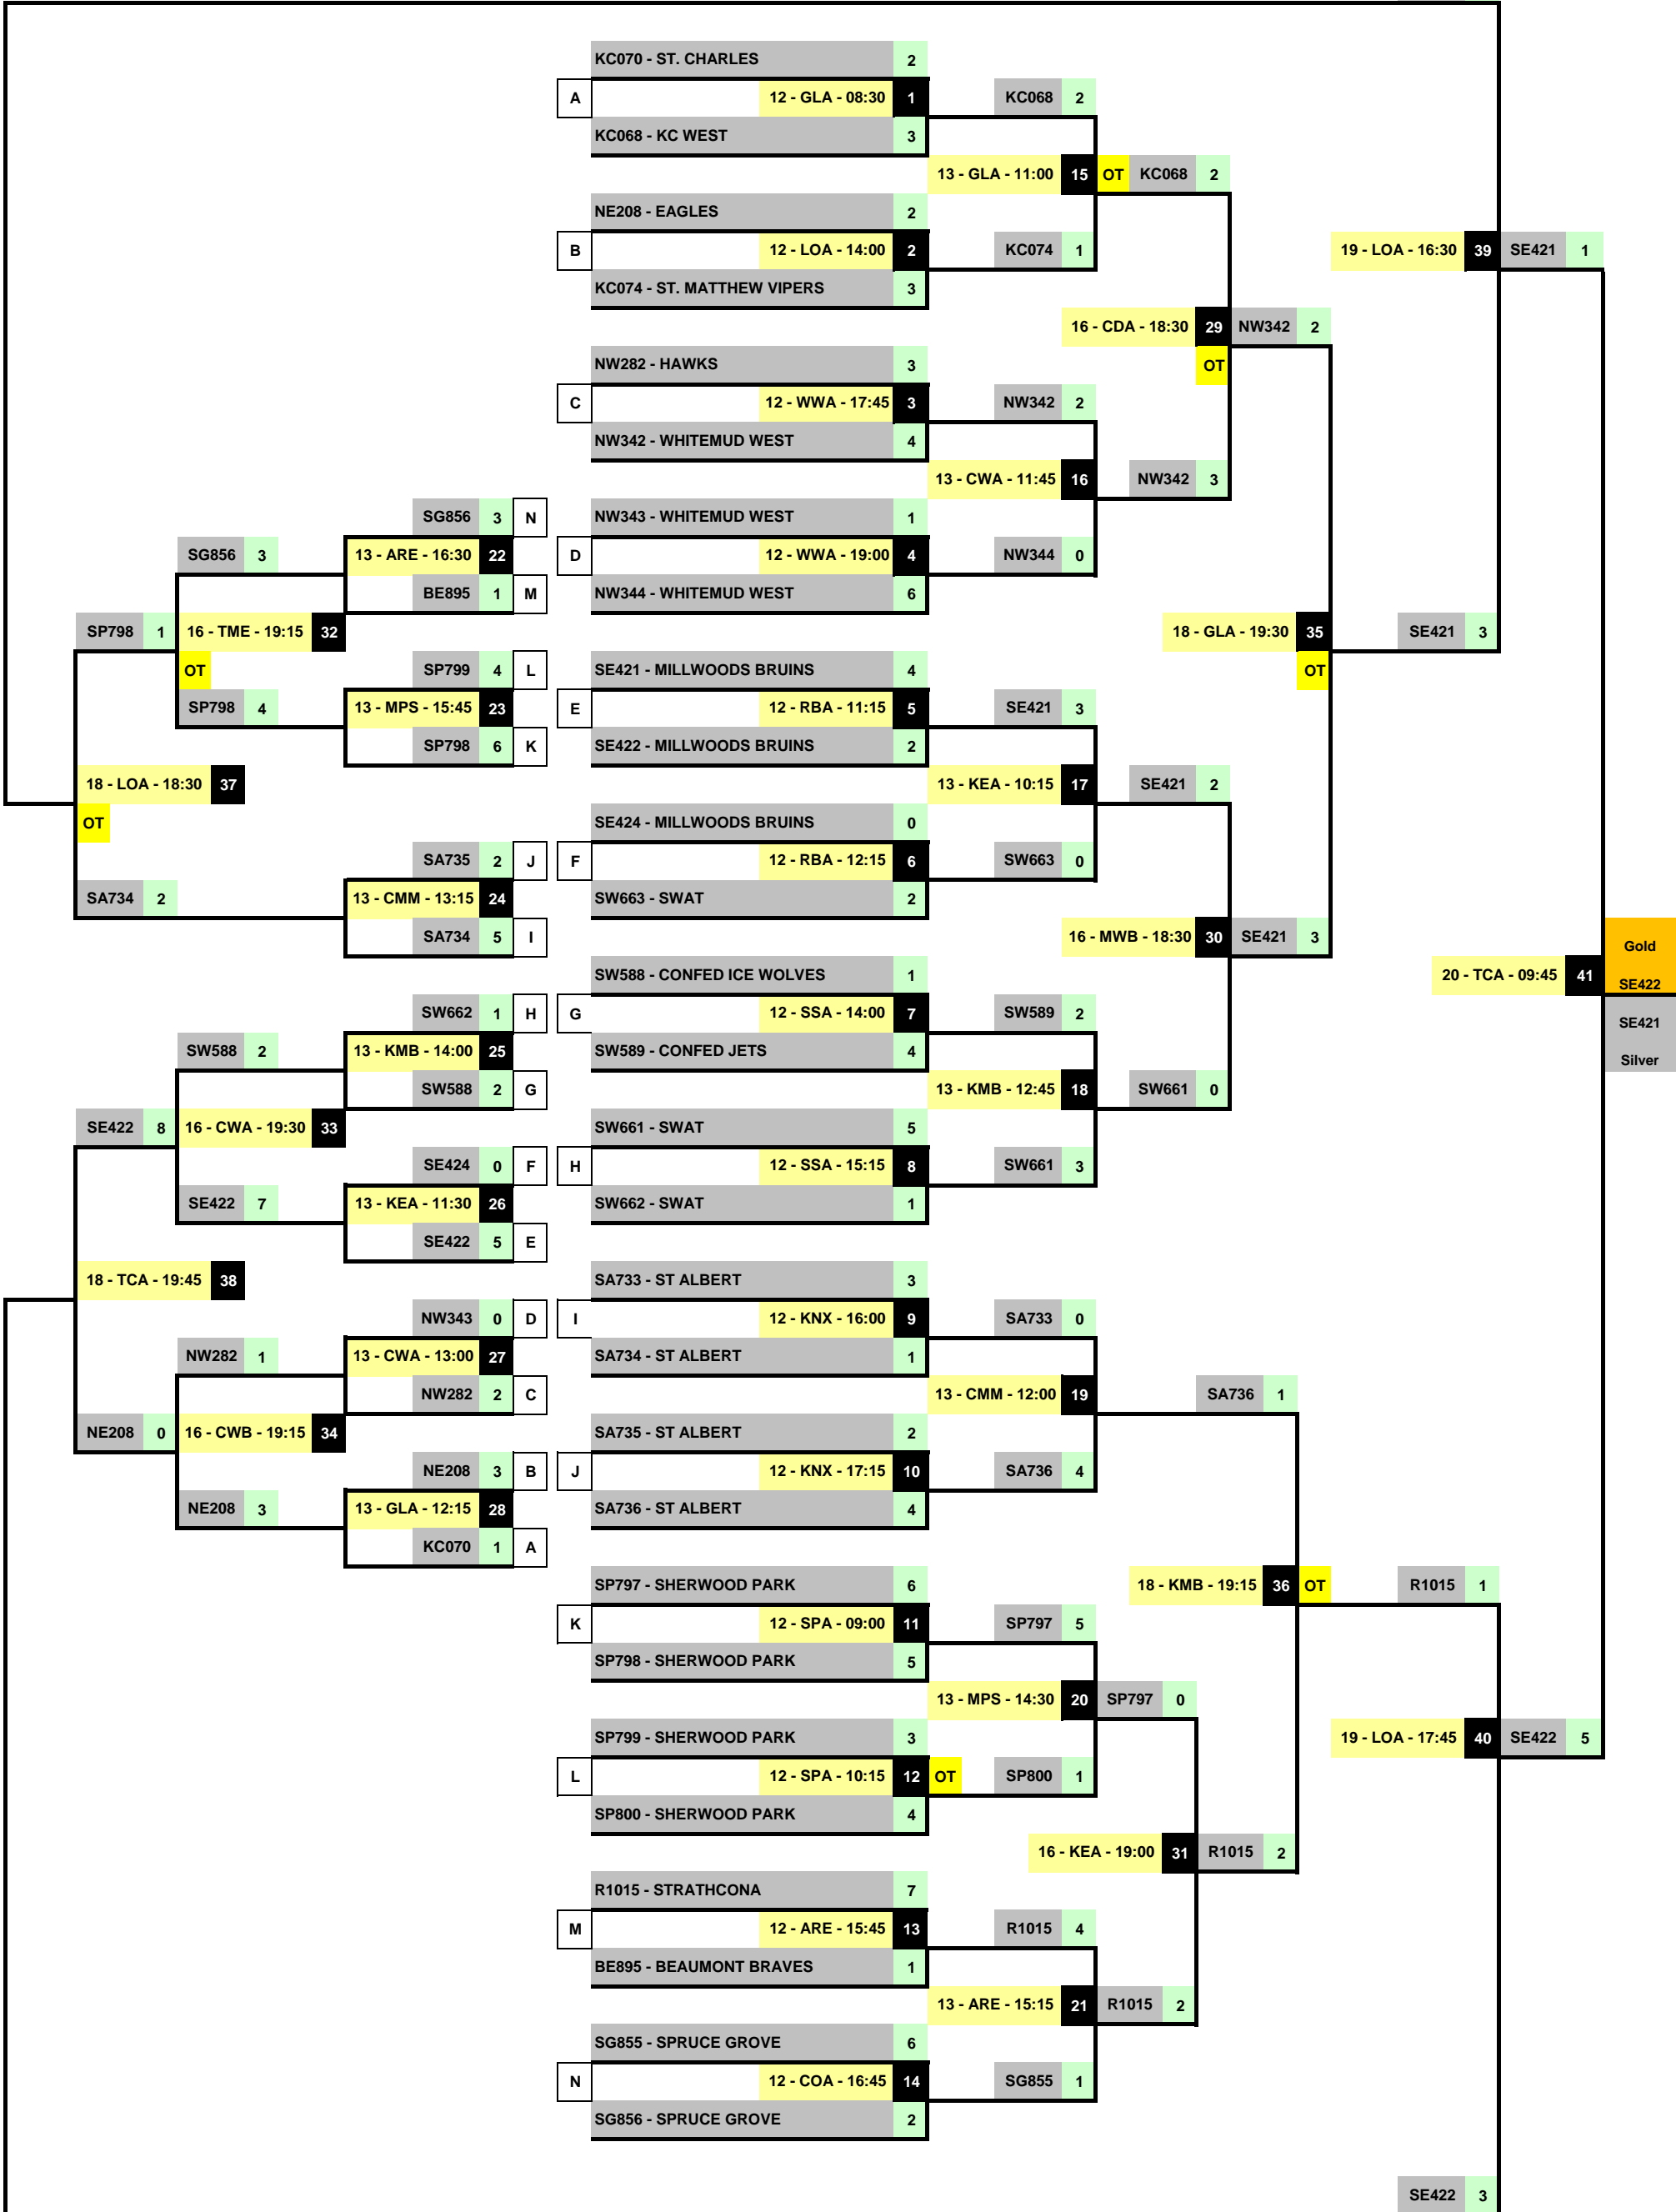 KC070 - ST. CHARLES 2
A 12 - GLA - 08:30 1 KC068 2
KC068 - KC WEST 3
13 - GLA - 11:00 15 OT KC068 2
NE208 - EAGLES 2
B 12 - LOA - 14:00 2 KC074 1 19 - LOA - 16:30 39 SE421 1
KC074 - ST. MATTHEW VIPERS 3
16 - CDA - 18:30 29 NW342 2
NW282 - HAWKS 3 OT
C 12 - WWA - 17:45 3 NW342 2
NW342 - WHITEMUD WEST 4
13 - CWA - 11:45 16 NW342 3
SG856 3 N NW343 - WHITEMUD WEST 1
SG856 3 13 - ARE - 16:30 22 D 12 - WWA - 19:00 4 NW344 0
BE895 1 M NW344 - WHITEMUD WEST 6
SP798 1 16 - TME - 19:15 32 18 - GLA - 19:30 35 SE421 3
OT SP799 4 L SE421 - MILLWOODS BRUINS 4 OT
SP798 4 13 - MPS - 15:45 23 E 12 - RBA - 11:15 5 SE421 3
SP798 6 K SE422 - MILLWOODS BRUINS 2
18 - LOA - 18:30 37 13 - KEA - 10:15 17 SE421 2
OT SE424 - MILLWOODS BRUINS 0
SA735 2 J F 12 - RBA - 12:15 6 SW663 0
SA734 2 13 - CMM - 13:15 24 SW663 - SWAT 2
SA734 5 I 16 - MWB - 18:30 30 SE421 3 Gold
SW588 - CONFED ICE WOLVES 1 20 - TCA - 09:45 41 SE422
SW662 1 H G 12 - SSA - 14:00 7 SW589 2 SE421
SW588 2 13 - KMB - 14:00 25 SW589 - CONFED JETS 4 Silver
SW588 2 G 13 - KMB - 12:45 18 SW661 0
SE422 8 16 - CWA - 19:30 33 SW661 - SWAT 5
SE424 0 F H 12 - SSA - 15:15 8 SW661 3
SE422 7 13 - KEA - 11:30 26 SW662 - SWAT 1
SE422 5 E
18 - TCA - 19:45 38 SA733 - ST ALBERT 3
NW343 0 D I 12 - KNX - 16:00 9 SA733 0
NW282 1 13 - CWA - 13:00 27 SA734 - ST ALBERT 1
NW282 2 C 13 - CMM - 12:00 19 SA736 1
NE208 0 16 - CWB - 19:15 34 SA735 - ST ALBERT 2
NE208 3 B J 12 - KNX - 17:15 10 SA736 4
NE208 3 13 - GLA - 12:15 28 SA736 - ST ALBERT 4
KC070 1 A
SP797 - SHERWOOD PARK 6 18 - KMB - 19:15 36 OT R1015 1
K 12 - SPA - 09:00 11 SP797 5
SP798 - SHERWOOD PARK 5
13 - MPS - 14:30 20 SP797 0
SP799 - SHERWOOD PARK 3 19 - LOA - 17:45 40 SE422 5
L 12 - SPA - 10:15 12 OT SP800 1
SP800 - SHERWOOD PARK 4
16 - KEA - 19:00 31 R1015 2
R1015 - STRATHCONA 7
M 12 - ARE - 15:45 13 R1015 4
BE895 - BEAUMONT BRAVES 1
13 - ARE - 15:15 21 R1015 2
SG855 - SPRUCE GROVE 6
N 12 - COA - 16:45 14 SG855 1
SG856 - SPRUCE GROVE 2
SE422 3